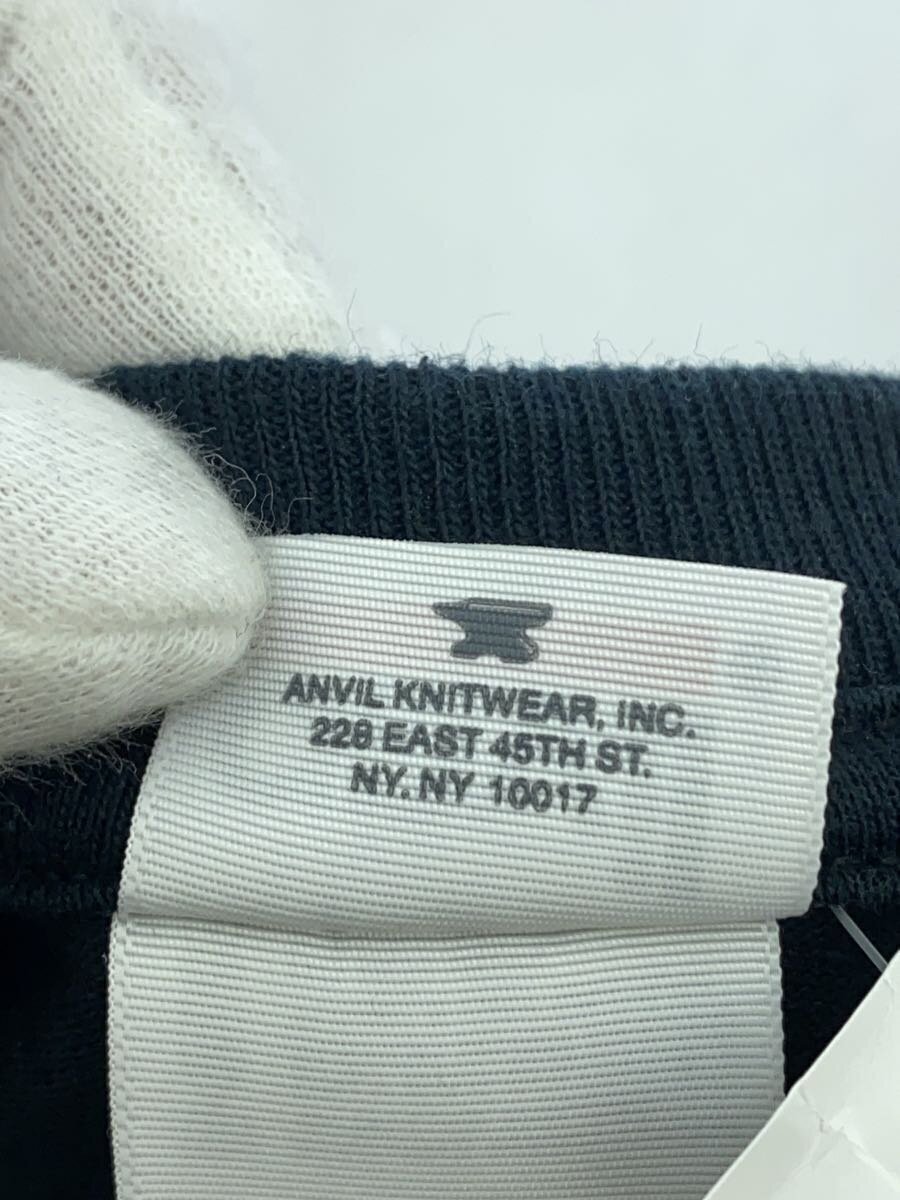 ANVIL KNITWEAR, INC.
228 EAST 45TH ST.
NY. NY 10017